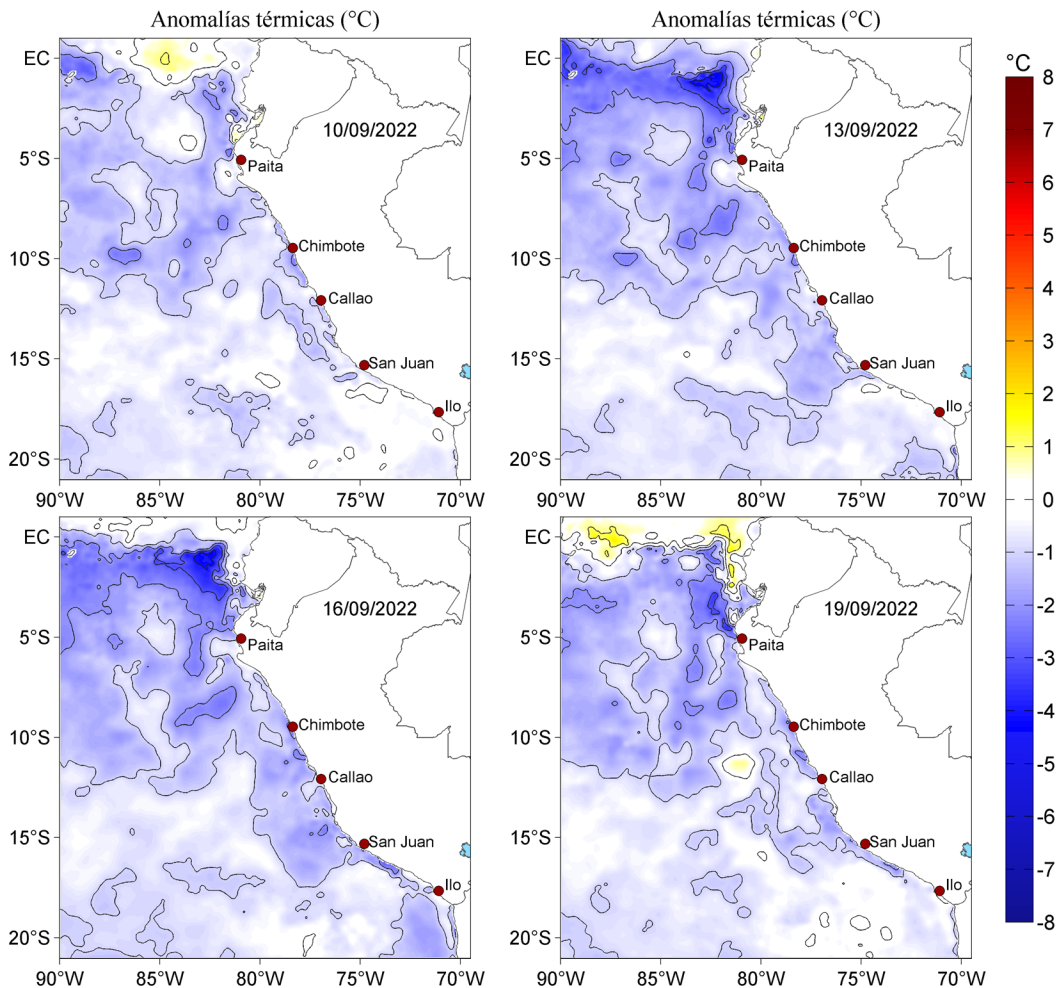 Anomalías térmicas (°C)
Anomalías térmicas (°C)
°C
8
7
6
5
4
3
2
1
0
-1
-2
-3
-4
-5
-6
-7
-8
EC
5°S
10°S
15°S
20°S
10/09/2022
Paita
Chimbote
Callao
San Juan
Ilo
90°W
85°W
80°W
75°W
70°W
EC
5°S
10°S
15°S
20°S
13/09/2022
Paita
Chimbote
Callao
San Juan
Ilo
90°W
85°W
80°W
75°W
70°W
EC
5°S
10°S
15°S
20°S
16/09/2022
Paita
Chimbote
Callao
San Juan
Ilo
90°W
85°W
80°W
75°W
70°W
EC
5°S
10°S
15°S
20°S
19/09/2022
Paita
Chimbote
Callao
San Juan
Ilo
90°W
85°W
80°W
75°W
70°W